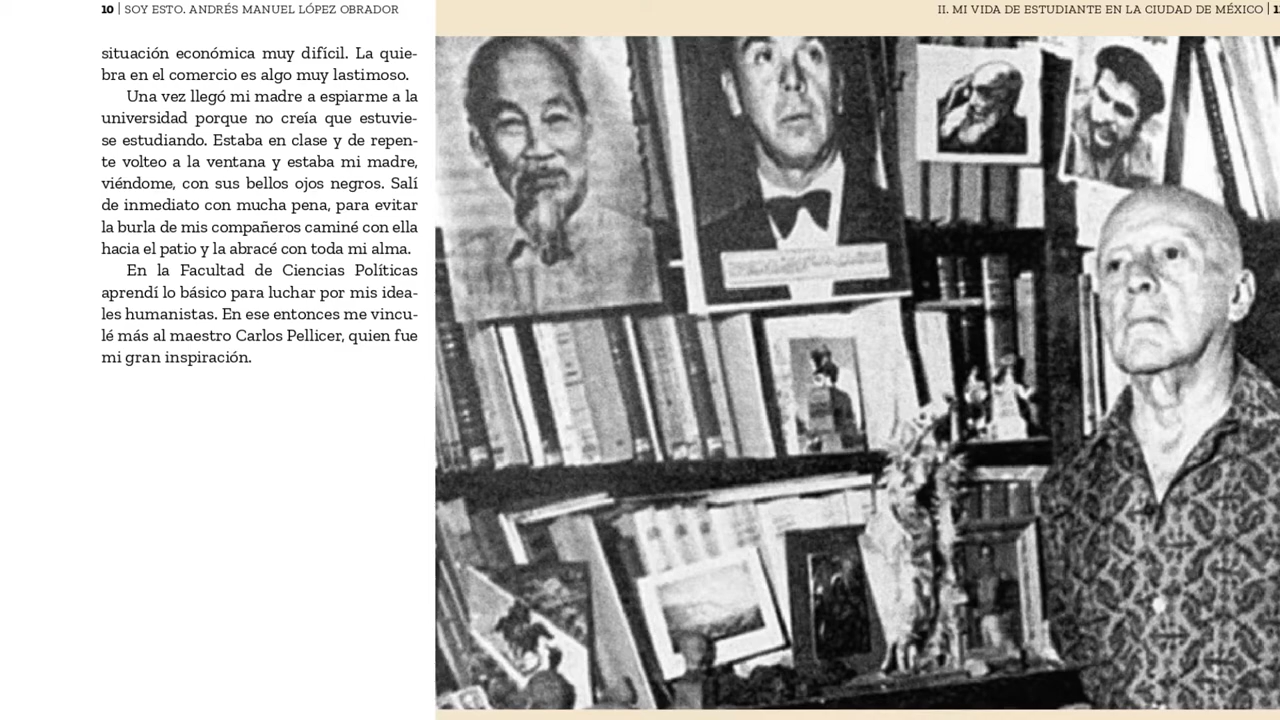 10 | SOY ESTO. ANDRÉS MANUEL LÓPEZ OBRADOR
situación económica muy difícil. La quie-
bra en el comercio es algo muy lastimoso.
Una vez llegó mi madre a espiarme a la
universidad porque no creía que estuvie-
se estudiando. Estaba en clase y de repen-
te volteo a la ventana y estaba mi madre,
viéndome, con sus bellos ojos negros. Salí
de inmediato con mucha pena, para evitar
la burla de mis compañeros caminé con ella
hacia el patio y la abracé con toda mi alma.
En la Facultad de Ciencias Políticas
aprendí lo básico para luchar por mis idea-
les humanistas. En ese entonces me vincu-
lé más al maestro Carlos Pellicer, quien fue
mi gran inspiración.
II. MI VIDA DE ESTUDIANTE EN LA CIUDAD DE MÉXICO |